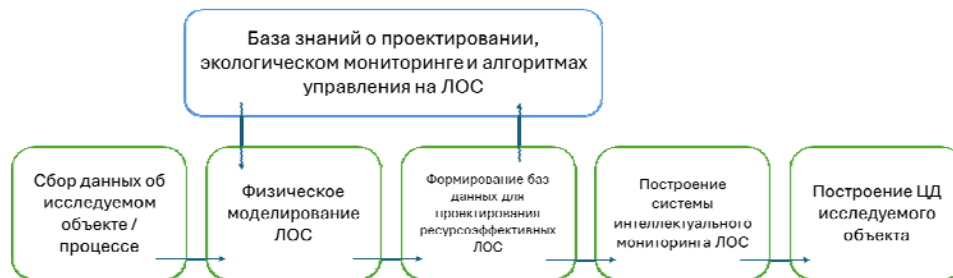 База знаний о проектировании,
экологическом мониторинге и алгоритмах
управления на ЛОС
Сбор данных об
исследуемом
объекте /
процессе
Физическое
моделирование
ЛОС
Формирование баз
данных для
проектирования
ресурсоэффективных
ЛОС
Построение
системы
интеллектуального
мониторинга ЛОС
Построение ЦД
исследуемого
объекта